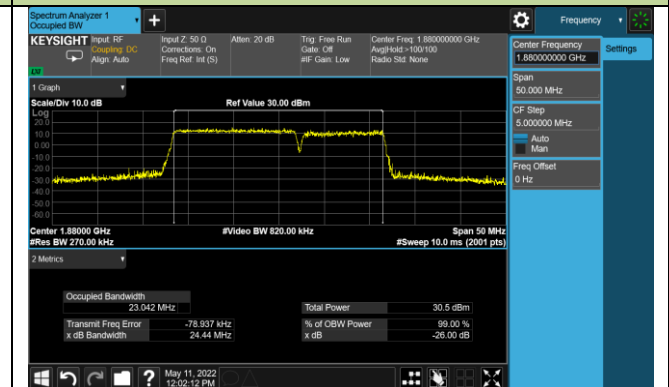 Spectrum Analyzer 1
Occupied BW
+
Frequency
KEYSIGHT
Input: RF
Coupling: DC
Align: Auto
Input Z: 50 Ω
Corrections: On
Freq Ref: Int (S)
Atten: 20 dB
Trig: Free Run
Gate: Off
#IF Gain: Low
Center Freq: 1.880000000 GHz
Avg|Hold:>100/100
Radio Std: None
Center Frequency
1.880000000 GHz
Settings
Span
50.000 MHz
CF Step
5.000000 MHz
Auto
Man
Freq Offset
0 Hz
1 Graph
Scale/Div 10.0 dB
Ref Value 30.00 dBm
Log
20.0
10.0
0.00
-10.0
-20.0
-30.0
-40.0
-50.0
-60.0
Center 1.88000 GHz
#Video BW 820.00 kHz
Span 50 MHz
#Res BW 270.00 kHz
#Sweep 10.0 ms (2001 pts)
2 Metrics
Occupied Bandwidth
23.042 MHz
Total Power 30.5 dBm
Transmit Freq Error -78.937 kHz
% of OBW Power 99.00 %
x dB Bandwidth 24.44 MHz
x dB -26.00 dB
?
May 11, 2022
12:02:12 PM